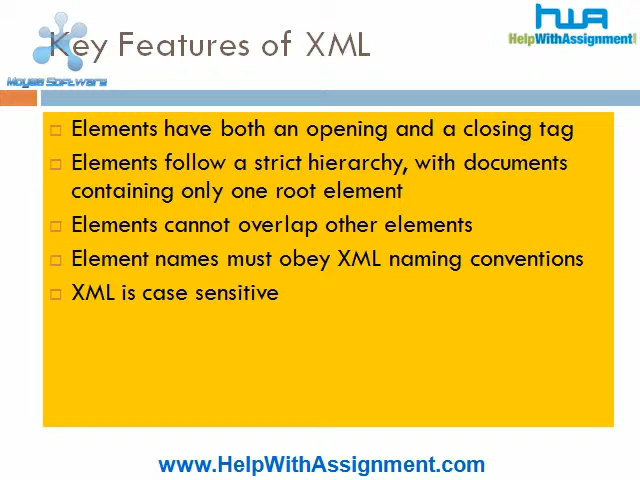 Key Features of XML
HWA
HelpWithAssignment!
Moyea Software
Elements have both an opening and a closing tag
Elements follow a strict hierarchy, with documents
containing only one root element
Elements cannot overlap other elements
Element names must obey XML naming conventions
XML is case sensitive
www.HelpWithAssignment.com